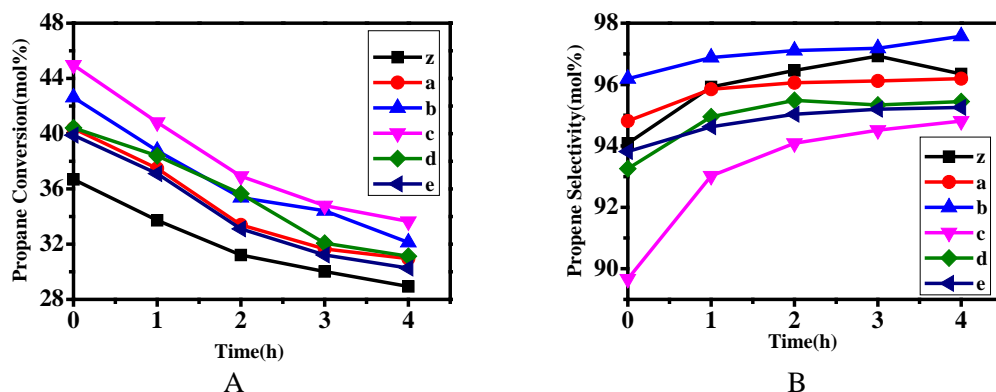 Propane Conversion(mol%)
48
44
40
36
32
28
0 1 2 3 4
Time(h)
z
a
b
c
d
e
A
Propene Selectivity(mol%)
98
96
94
92
90
0 1 2 3 4
Time(h)
z
a
b
c
d
e
B